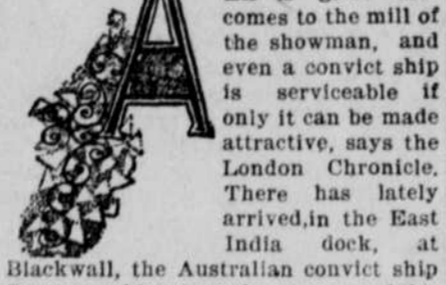 A
comes to the mill of
the showman, and
even a convict ship
is serviceable if
only it can be made
attractive, says the
London Chronicle.
There has lately
arrived,in the East
India dock, at
Blackwall, the Australian convict ship